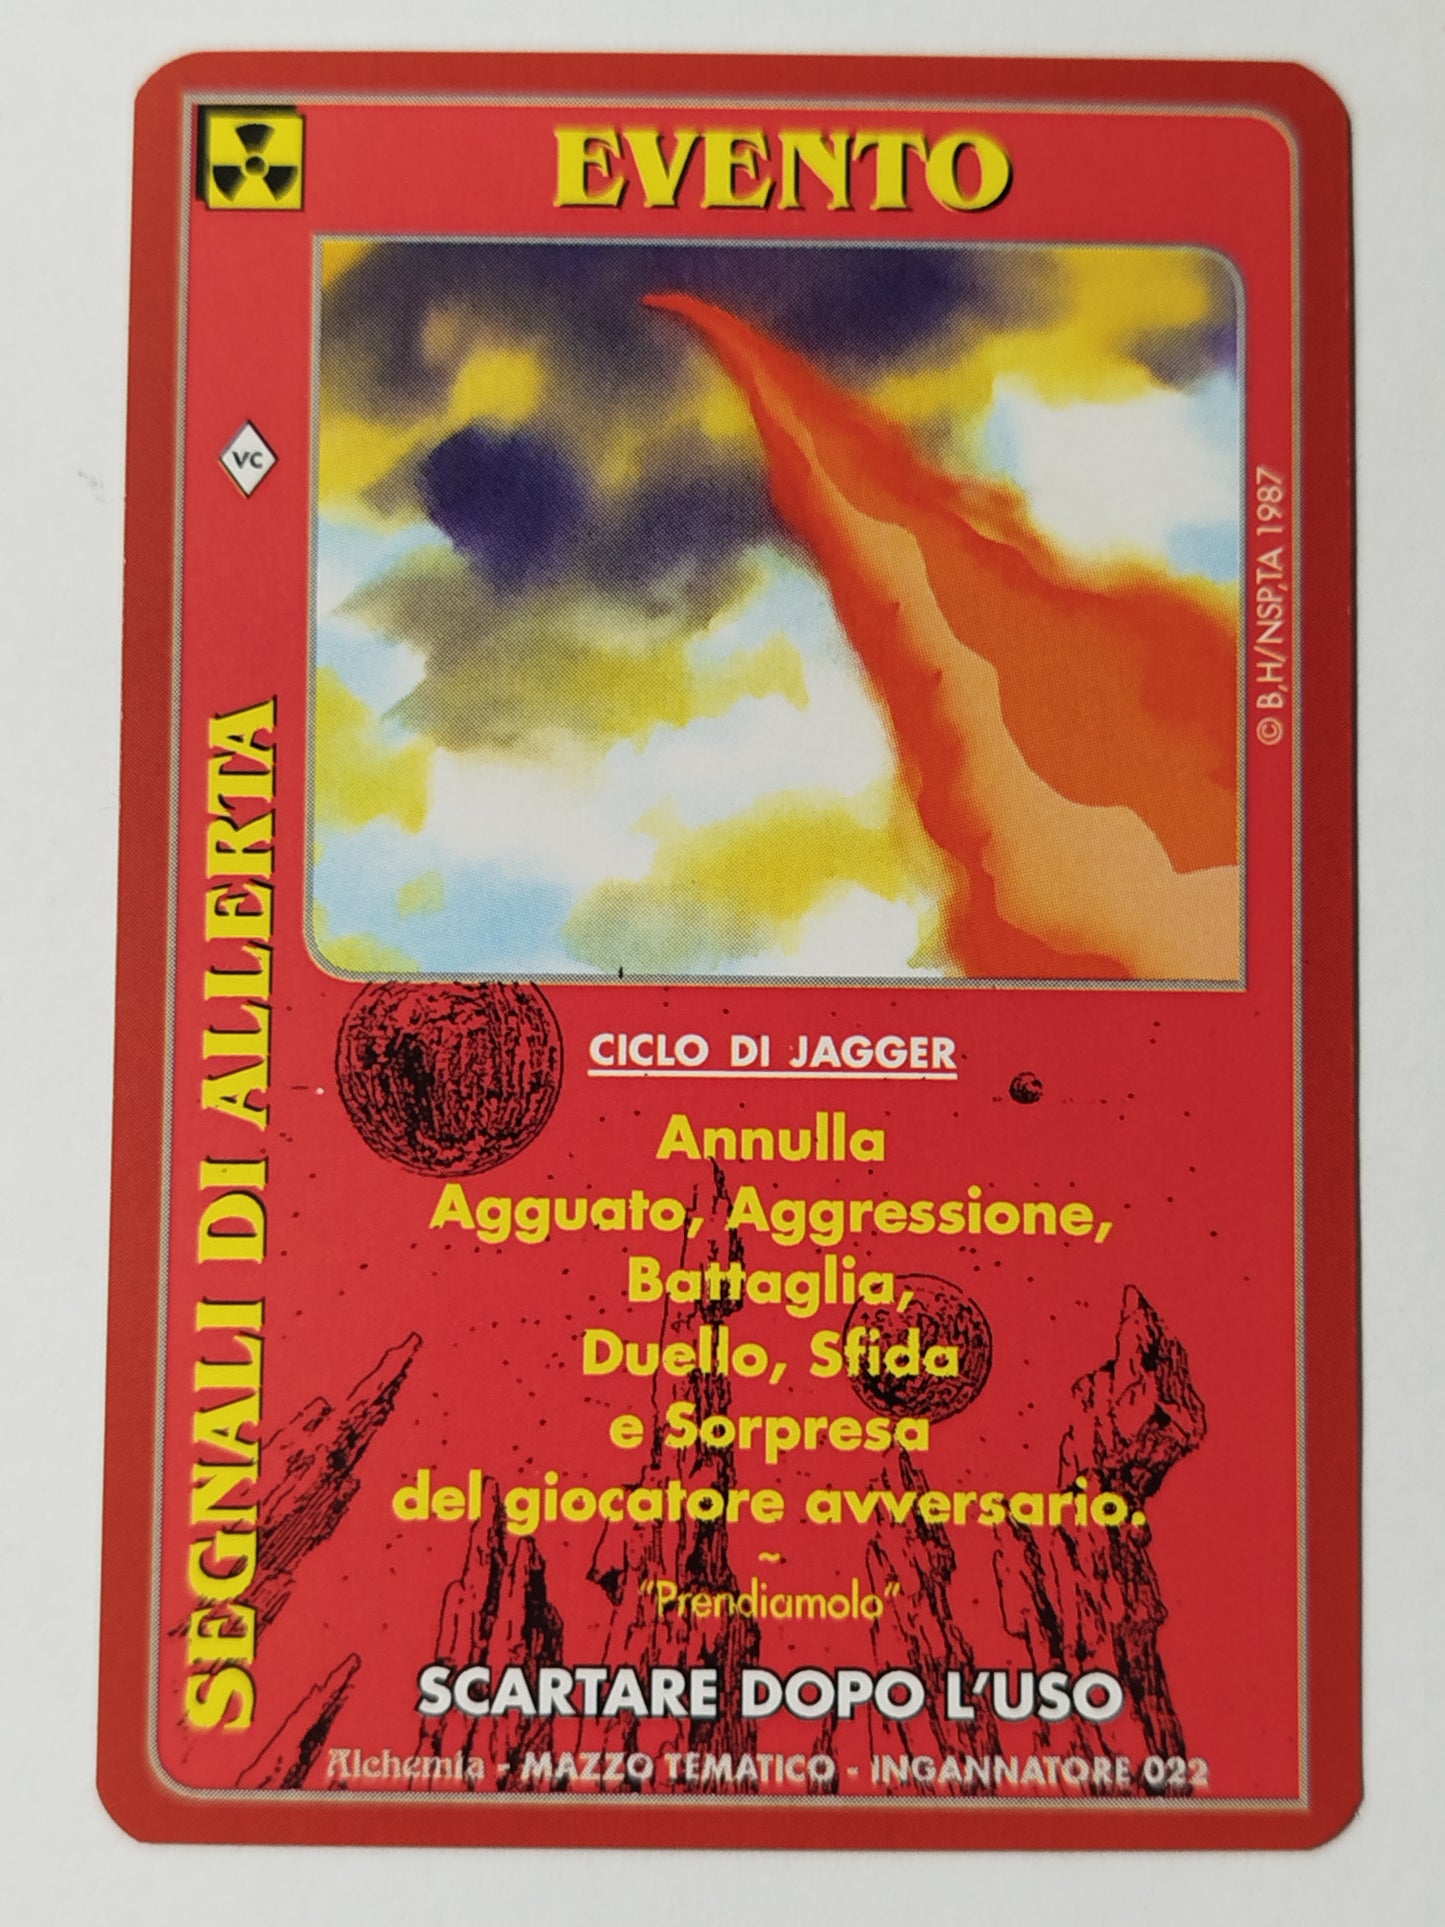 EVENTO
VC
SEGNALI DI ALLERTA
© B,H/NSP,TA 1987
CICLO DI JAGGER
Annulla
Agguato, Aggressione,
Battaglia,
Duello, Sfida
e Sorpresa
del giocatore avversario.
~
“Prendiamolo”
SCARTARE DOPO L'USO
Alchemia - MAZZO TEMATICO - INGANNATORE 022